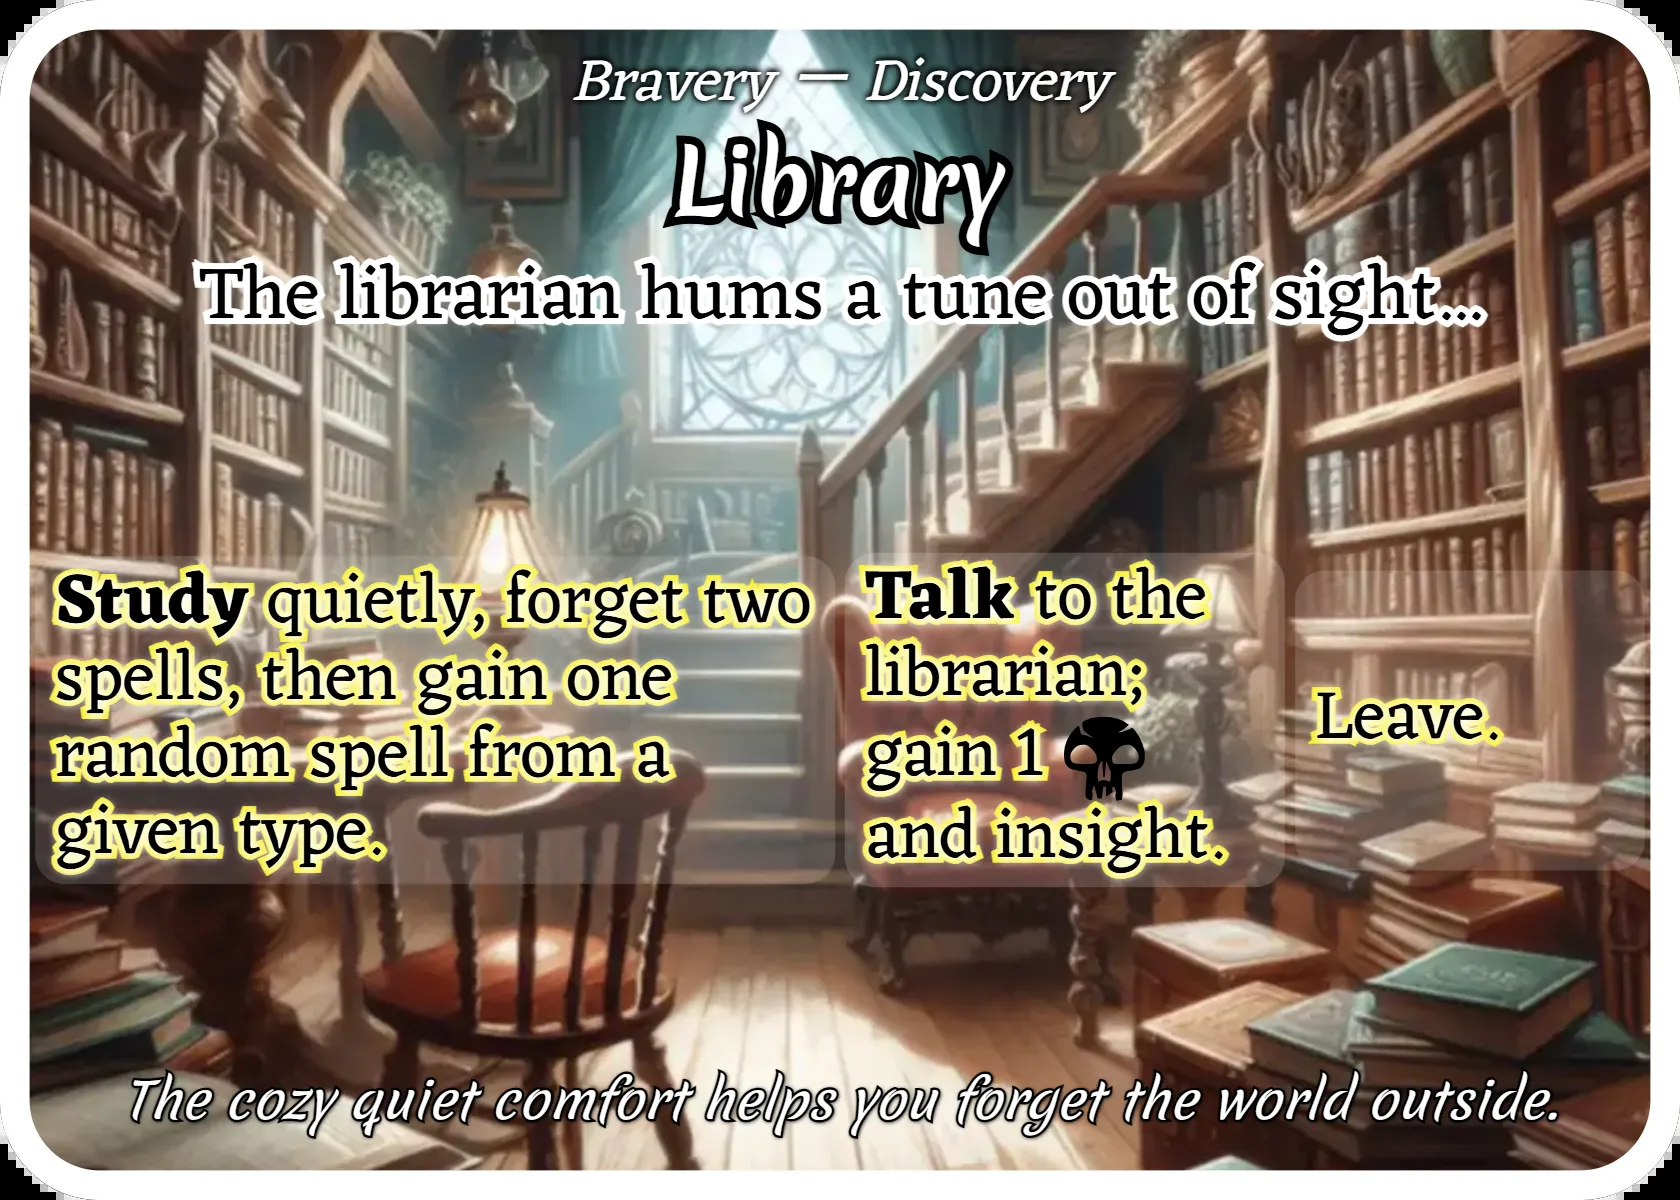 Bravery — Discovery
Library
The librarian hums a tune out of sight...
Study quietly, forget two
spells, then gain one
random spell from a
given type.
Talk to the
librarian;
gain 1
and insight.
Leave.
The cozy quiet comfort helps you forget the world outside.